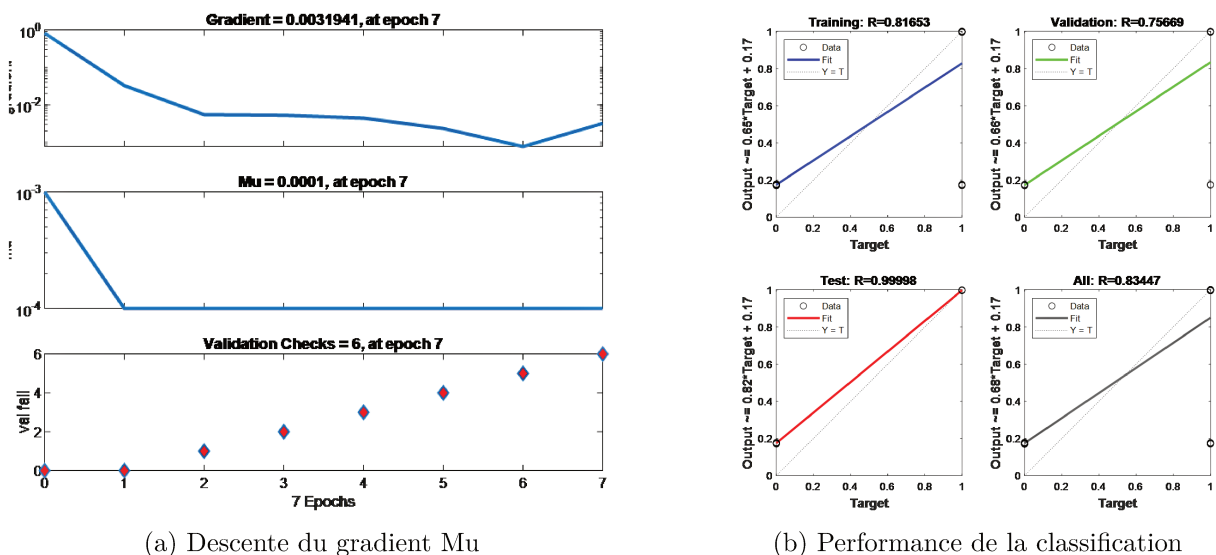 Gradient = 0.0031941, at epoch 7
10^0
10^-2
Mu = 0.0001, at epoch 7
10^-3
10^-4
Validation Checks = 6, at epoch 7
val fail
6
4
2
0
0 1 2 3 4 5 6 7
7 Epochs
(a) Descente du gradient Mu
Training: R=0.81653
Output ~= 0.65*Target + 0.17
Data
Fit
Y = T
1
0.8
0.6
0.4
0.2
0
0 0.2 0.4 0.6 0.8 1
Target
Validation: R=0.75669
Output ~= 0.66*Target + 0.17
Data
Fit
Y = T
1
0.8
0.6
0.4
0.2
0
0 0.2 0.4 0.6 0.8 1
Target
Test: R=0.99998
Output ~= 0.82*Target + 0.17
Data
Fit
Y = T
1
0.8
0.6
0.4
0.2
0
0 0.2 0.4 0.6 0.8 1
Target
All: R=0.83447
Output ~= 0.68*Target + 0.17
Data
Fit
Y = T
1
0.8
0.6
0.4
0.2
0
0 0.2 0.4 0.6 0.8 1
Target
(b) Performance de la classification